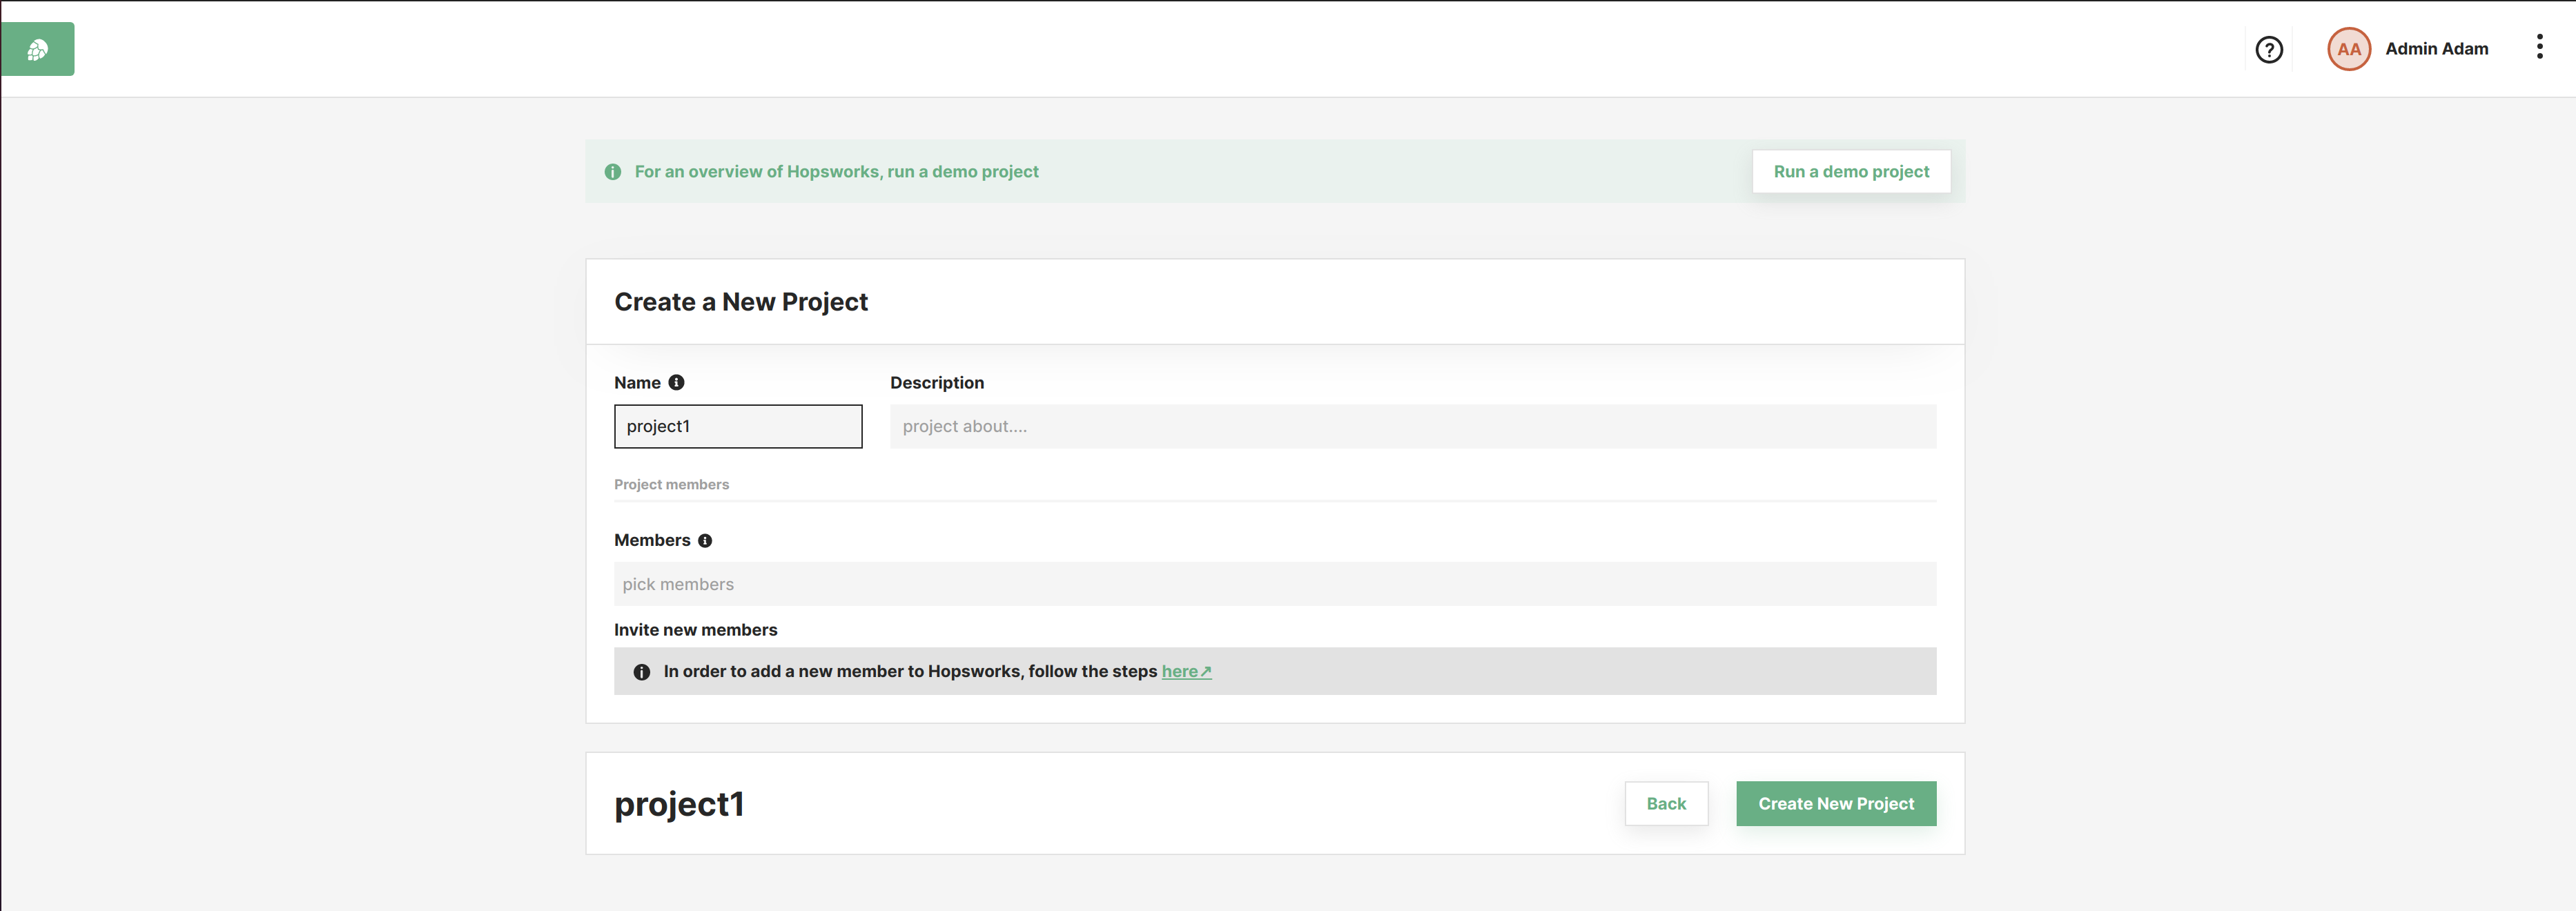 AA Admin Adam
For an overview of Hopsworks, run a demo project Run a demo project
Create a New Project
Name Description
project1 project about....
Project members
Members
pick members
Invite new members
In order to add a new member to Hopsworks, follow the steps here↗
project1 Back Create New Project